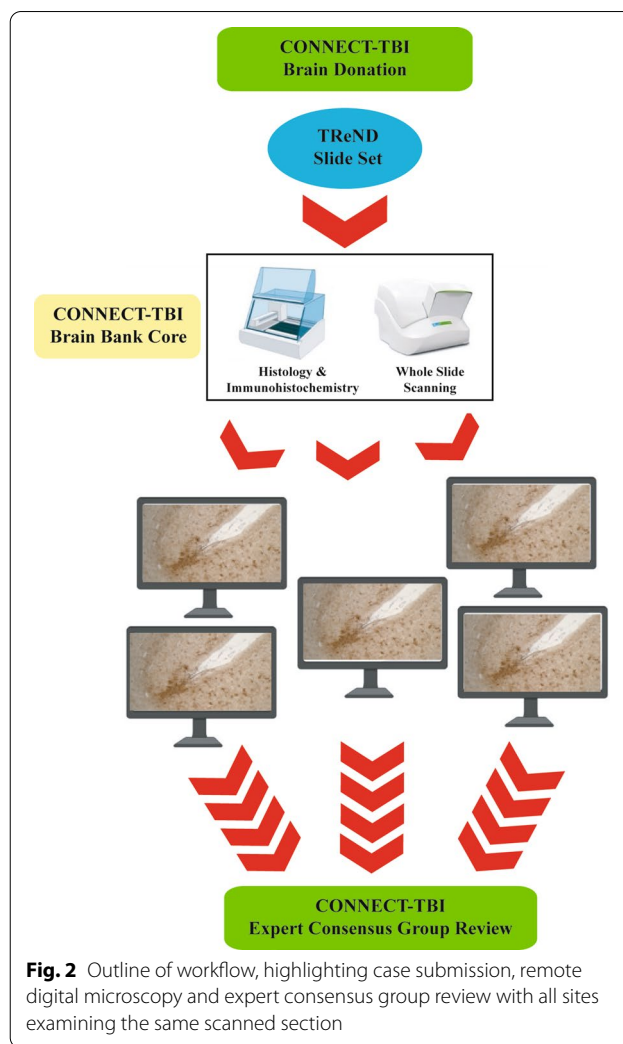 CONNECT-TBI
Brain Donation
TReND
Slide Set
CONNECT-TBI
Brain Bank Core
Histology &
Immunohistochemistry
Whole Slide
Scanning
CONNECT-TBI
Expert Consensus Group Review
Fig. 2 Outline of workflow, highlighting case submission, remote
digital microscopy and expert consensus group review with all sites
examining the same scanned section